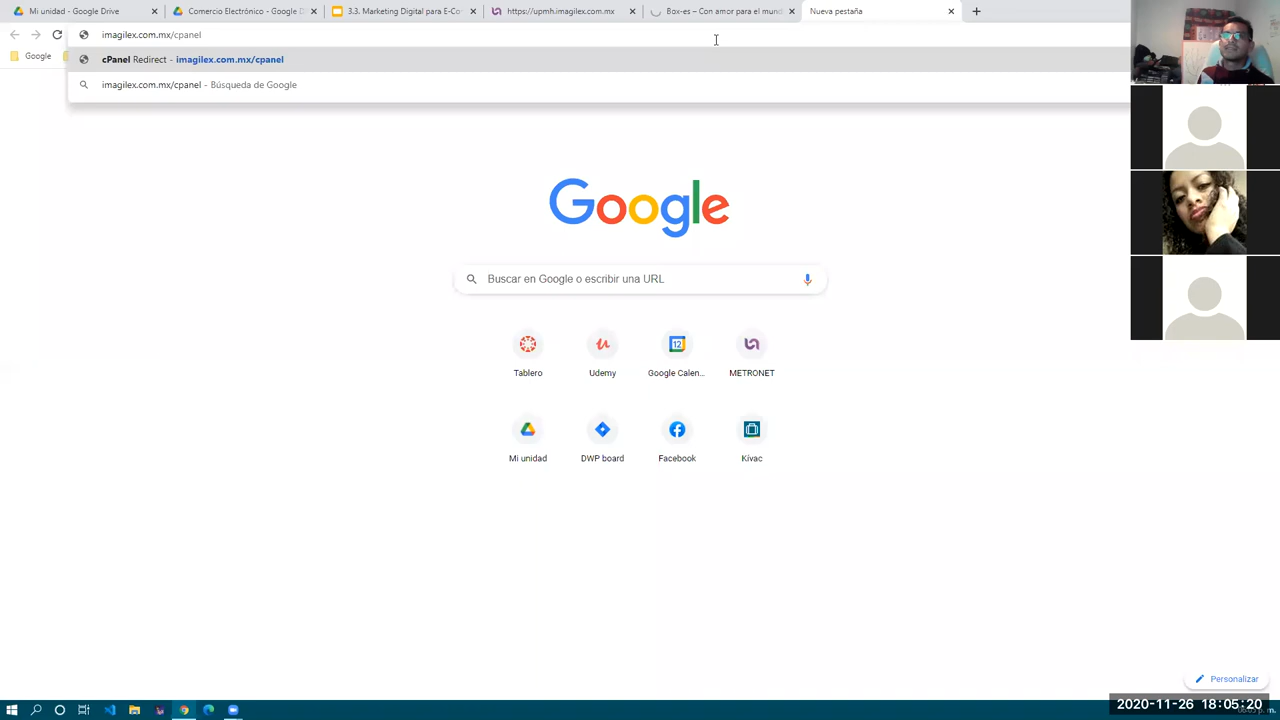 Mi unidad - Google Drive
Comercio Electrónico - Google D
3.3. Marketing Digital para E-Co
https://upmh.imagilex.com.mx
Box-es – Con amor para el mund
Nueva pestaña
imagilex.com.mx/cpanel
Google
cPanel Redirect - imagilex.com.mx/cpanel
imagilex.com.mx/cpanel - Búsqueda de Google
Google
Buscar en Google o escribir una URL
Tablero
Udemy
12
Google Calen...
METRONET
Mi unidad
DWP board
Facebook
Kívac
Personalizar
2020-11-26 18:05:20